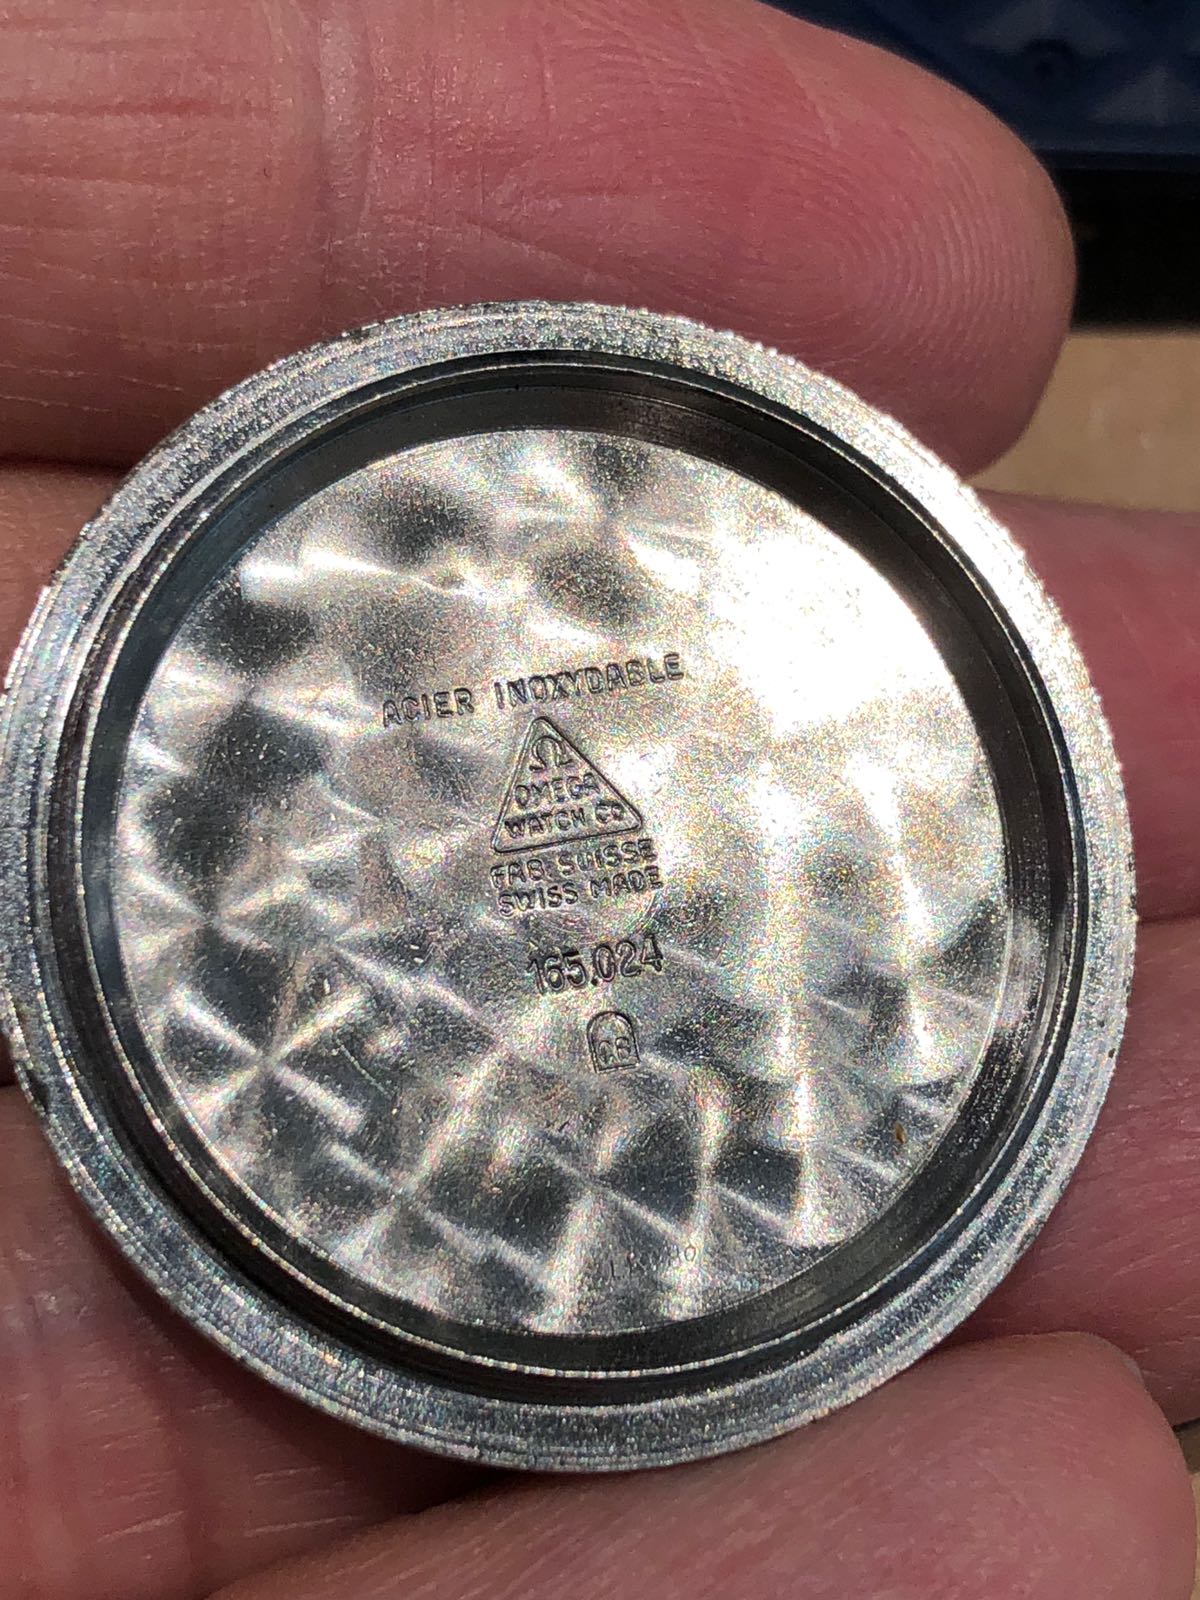 ACIER INOXYDABLE
Ω
OMEGA
WATCH Co
FAB. SUISSE
SWISS MADE
165.024
CB